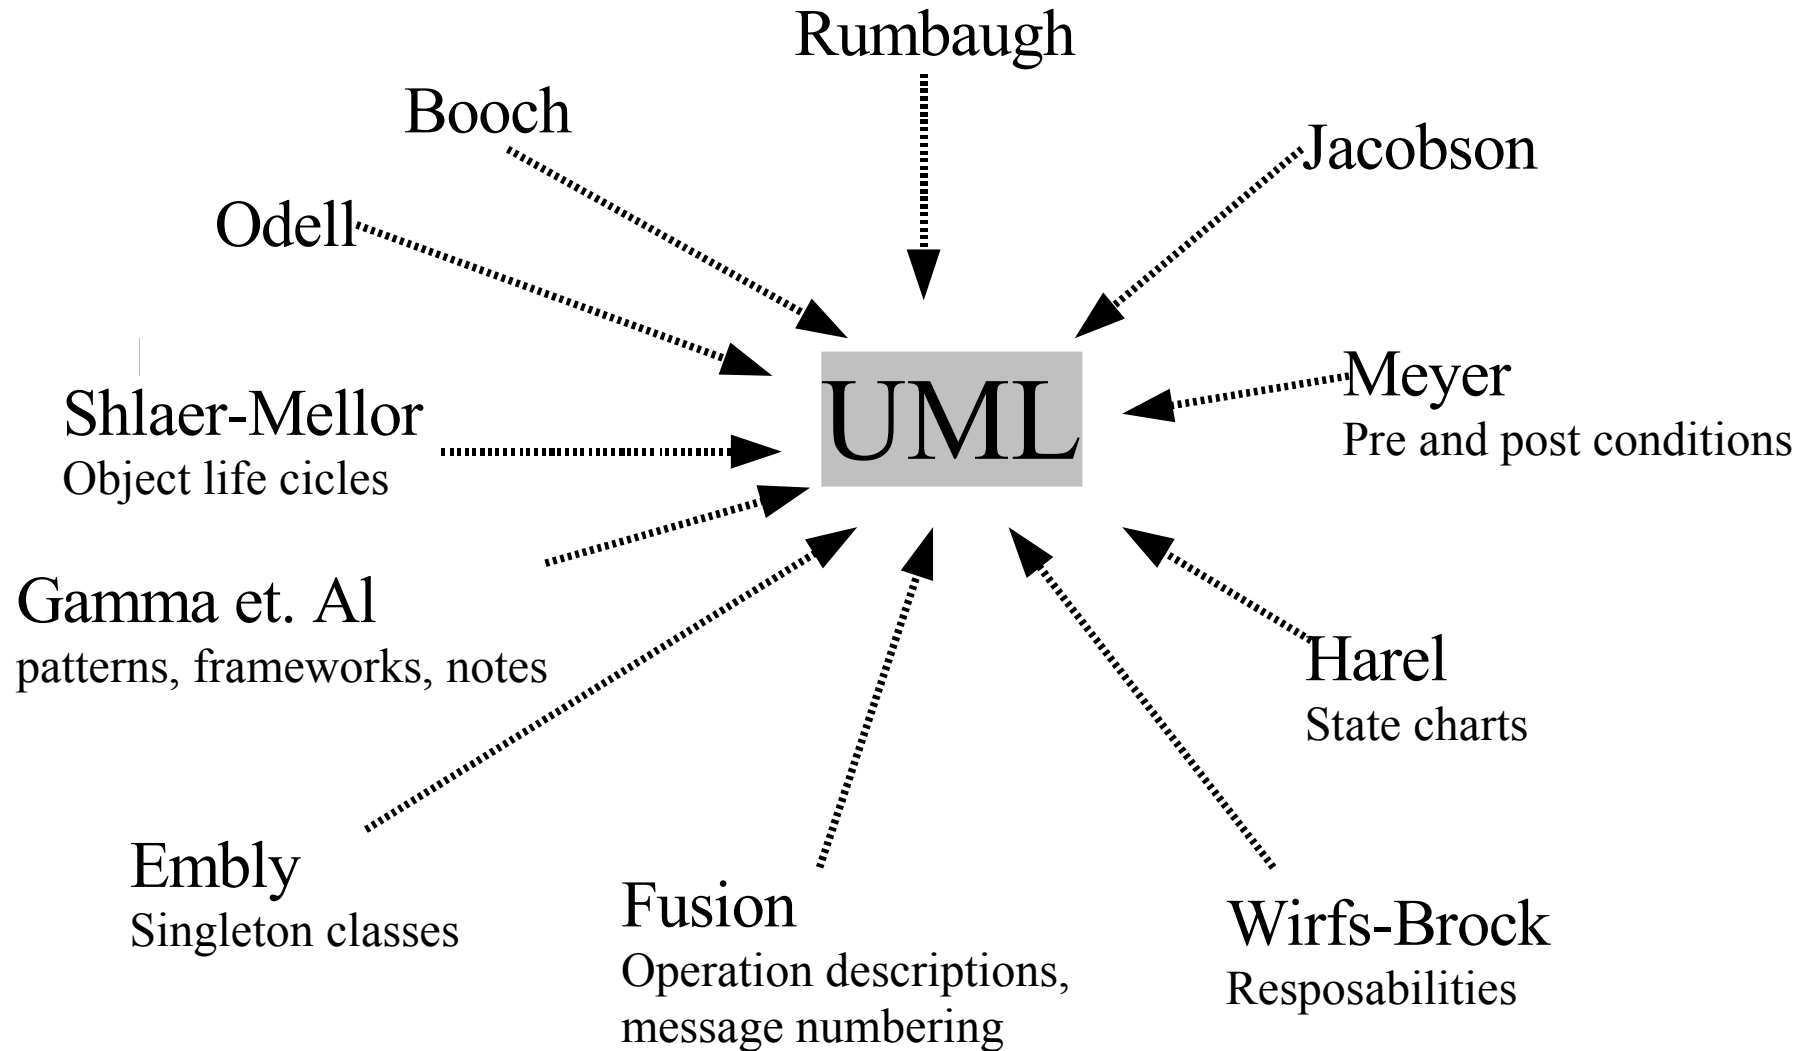 Rumbaugh
Booch
Jacobson
Odell
UML
Meyer
Pre and post conditions
Shlaer-Mellor
Object life cicles
Gamma et. Al
patterns, frameworks, notes
Harel
State charts
Embly
Singleton classes
Fusion
Operation descriptions,
message numbering
Wirfs-Brock
Resposabilities